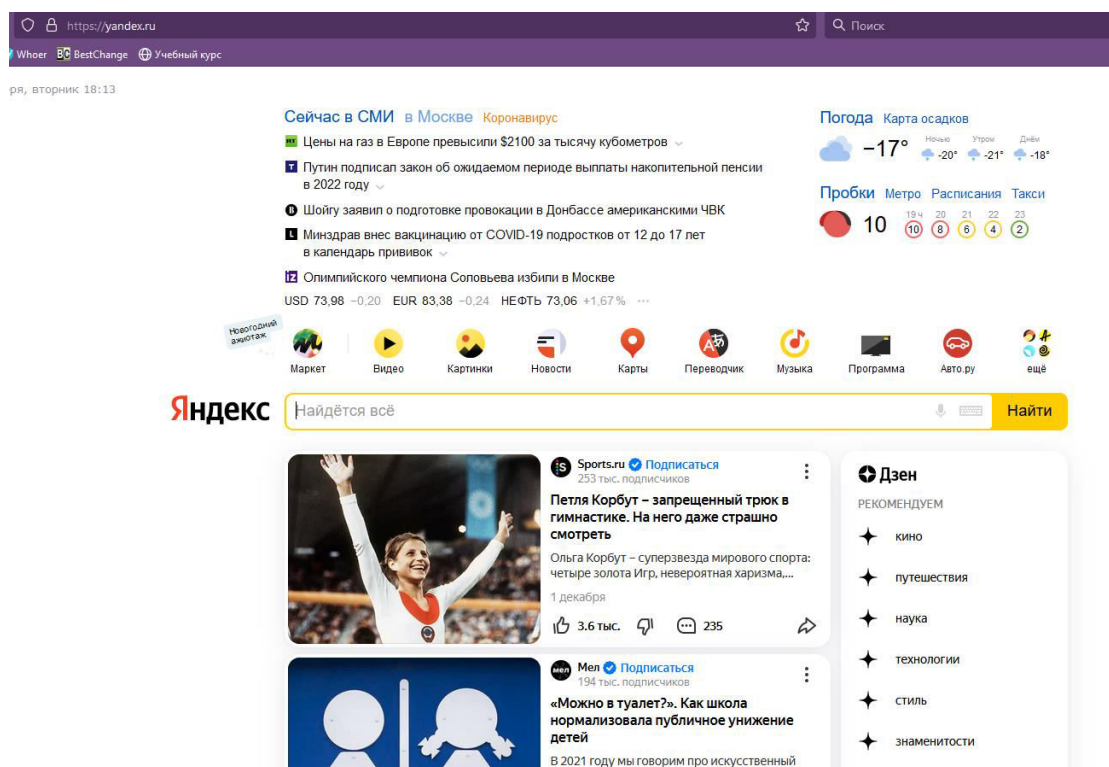 https://yandex.ru
Поиск
Whoer BestChange Учебный курс
ря, вторник 18:13
Сейчас в СМИ в Москве Коронавирус
Цены на газ в Европе превысили $2100 за тысячу кубометров
Путин подписал закон об ожидаемом периоде выплаты накопительной пенсии
в 2022 году
Шойгу заявил о подготовке провокации в Донбассе американскими ЧВК
Минздрав внес вакцинацию от COVID-19 подростков от 12 до 17 лет
в календарь прививок
Олимпийского чемпиона Соловьева избили в Москве
USD 73,98 −0,20 EUR 83,38 −0,24 НЕФТЬ 73,06 +1,67% ···
Погода Карта осадков
−17°
Ночью -20° Утром -21° Днём -18°
Пробки Метро Расписания Такси
10
19 ч 20 21 22 23
10 8 6 4 2
Новогодний
ажиотаж
Маркет Видео Картинки Новости Карты Переводчик Музыка Программа Авто.ру ещё
Яндекс Найдётся всё Найти
Sports.ru Подписаться
253 тыс. подписчиков
Петля Корбут – запрещенный трюк в
гимнастике. На него даже страшно
смотреть
Ольга Корбут – суперзвезда мирового спорта:
четыре золота Игр, невероятная харизма,...
1 декабря
3.6 тыс. 235
мел Мел Подписаться
194 тыс. подписчиков
«Можно в туалет?». Как школа
нормализовала публичное унижение
детей
В 2021 году мы говорим про искусственный
Дзен
РЕКОМЕНДУЕМ
кино
путешествия
наука
технологии
стиль
знаменитости